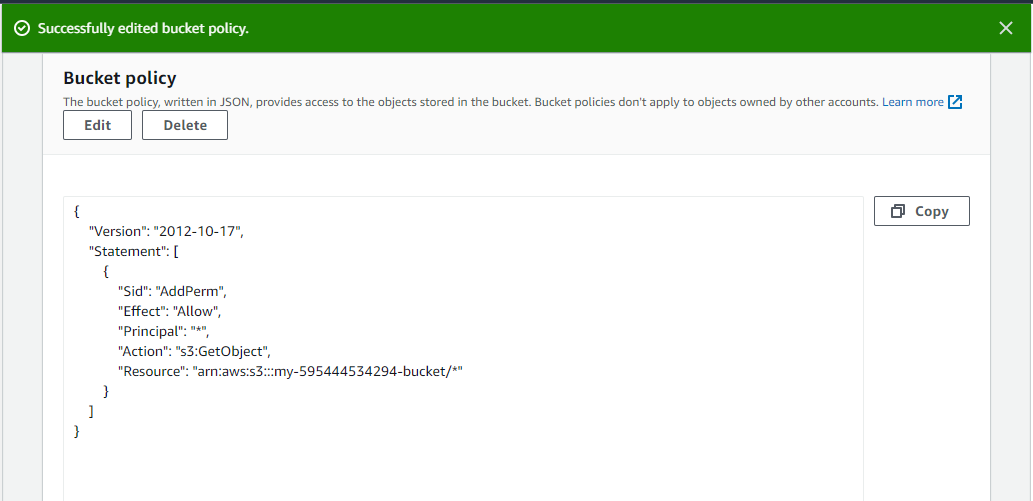 Successfully edited bucket policy.
Bucket policy
The bucket policy, written in JSON, provides access to the objects stored in the bucket. Bucket policies don't apply to objects owned by other accounts. Learn more
Edit Delete
Copy
{
"Version": "2012-10-17",
"Statement": [
{
"Sid": "AddPerm",
"Effect": "Allow",
"Principal": "*",
"Action": "s3:GetObject",
"Resource": "arn:aws:s3:::my-595444534294-bucket/*"
}
]
}